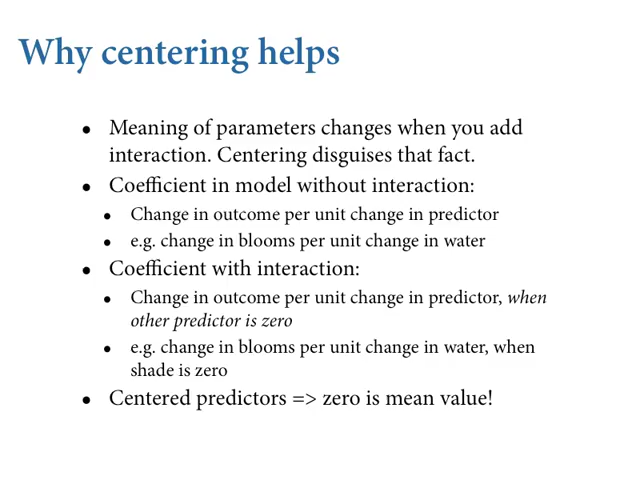 Why centering helps
• Meaning of parameters changes when you add
interaction. Centering disguises that fact.
• Coefficient in model without interaction:
• Change in outcome per unit change in predictor
• e.g. change in blooms per unit change in water
• Coefficient with interaction:
• Change in outcome per unit change in predictor, when
other predictor is zero
• e.g. change in blooms per unit change in water, when
shade is zero
• Centered predictors => zero is mean value!